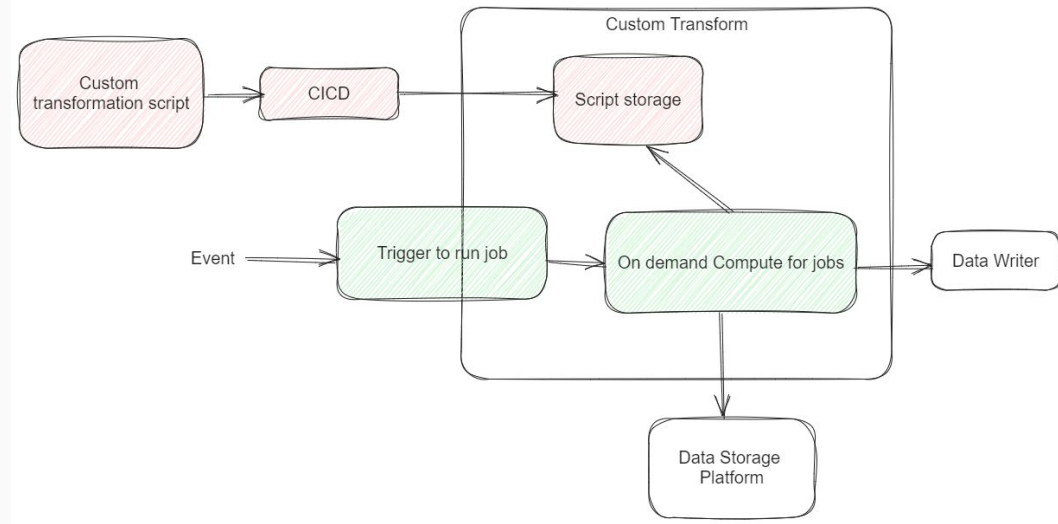 Custom Transform
Custom
transformation script
CICD
Script storage
Event
Trigger to run job
On demand Compute for jobs
Data Writer
Data Storage
Platform